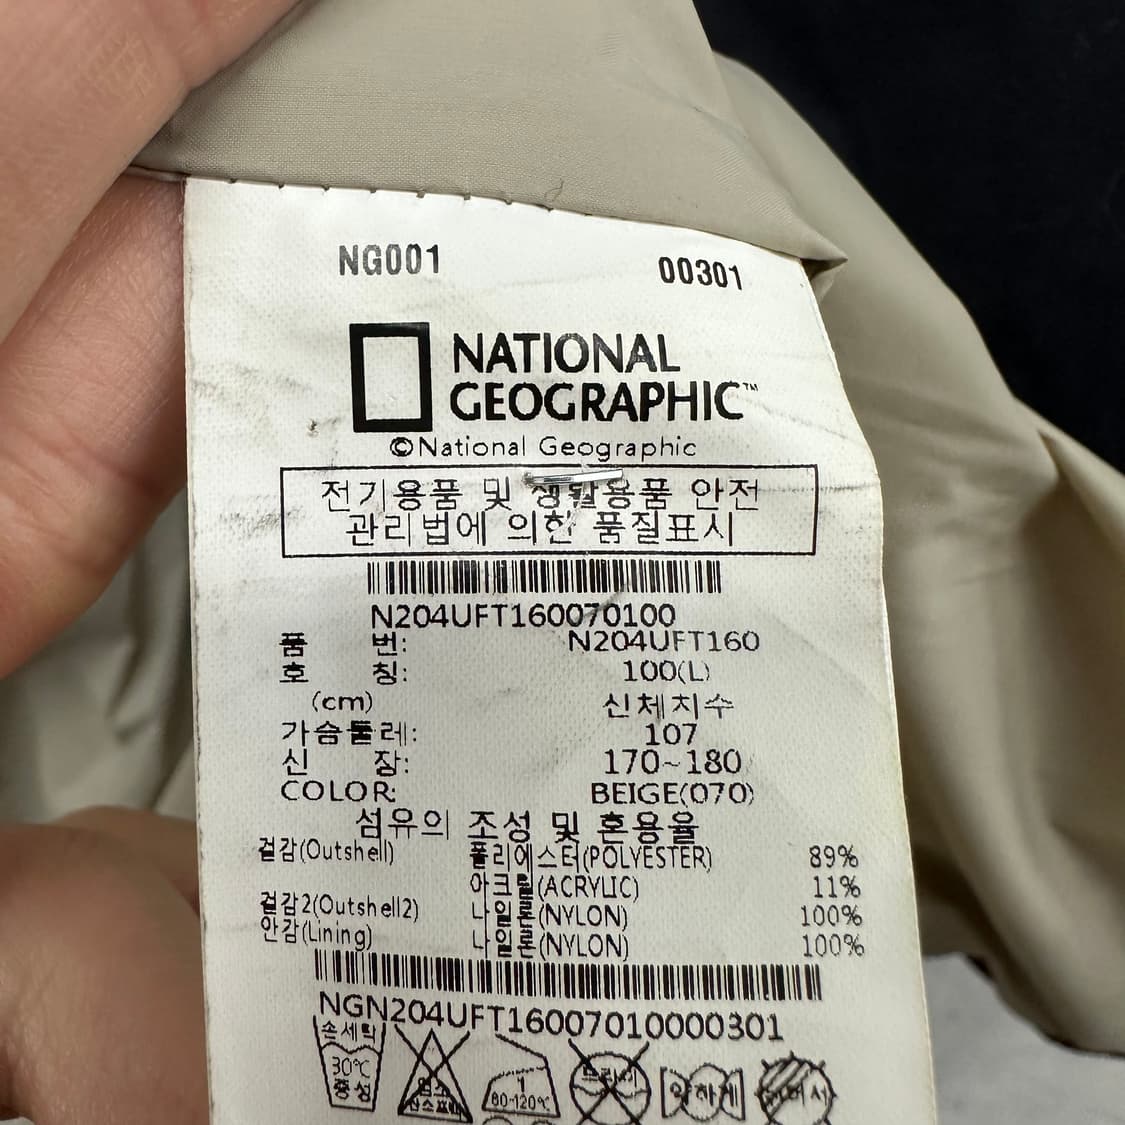 NG001 00301
NATIONAL
GEOGRAPHIC™
©National Geographic
전기용품 및 생활용품 안전
관리법에 의한 품질표시
N204UFT160070100
품 번: N204UFT160
호 칭: 100(L)
(cm) 신체치수
가슴둘레: 107
신 장: 170~180
COLOR: BEIGE(070)
섬유의 조성 및 혼용율
겉감(Outshell) 폴리에스터(POLYESTER) 89%
아크릴(ACRYLIC) 11%
겉감2(Outshell2) 나일론(NYLON) 100%
안감(Lining) 나일론(NYLON) 100%
NGN204UFT16007010000301
손세탁
30℃ 중성
1
80-120℃
약하게